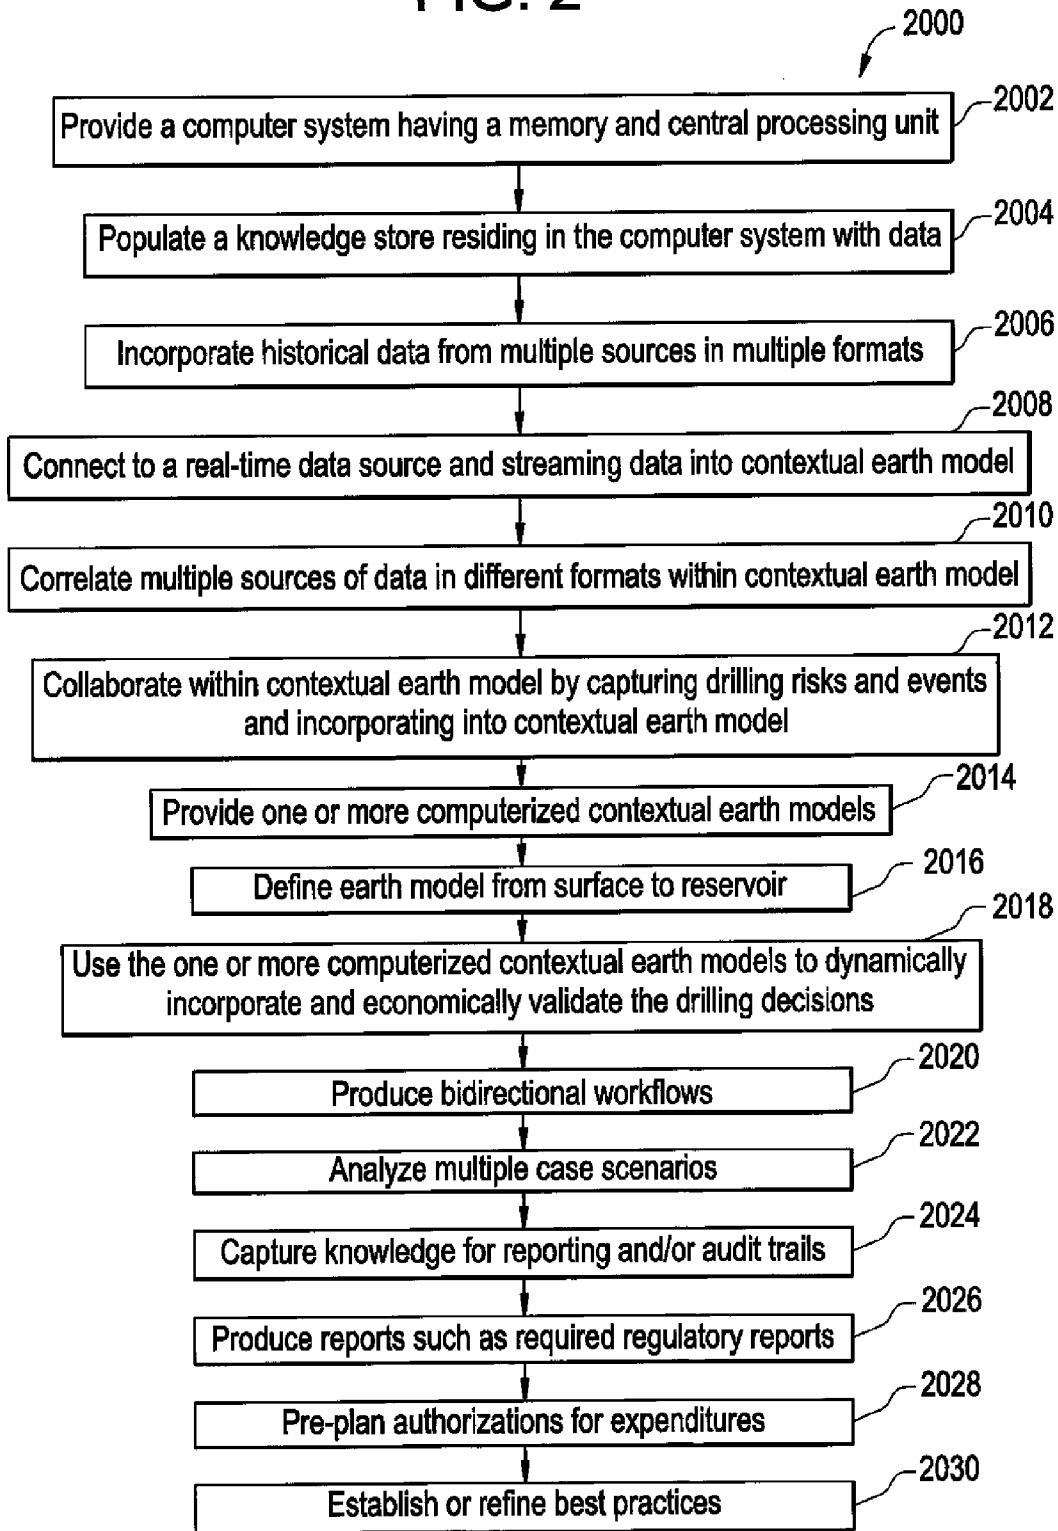 FIG. 2
2000
2002
Provide a computer system having a memory and central processing unit
2004
Populate a knowledge store residing in the computer system with data
2006
Incorporate historical data from multiple sources in multiple formats
2008
Connect to a real-time data source and streaming data into contextual earth model
2010
Correlate multiple sources of data in different formats within contextual earth model
2012
Collaborate within contextual earth model by capturing drilling risks and events
and incorporating into contextual earth model
2014
Provide one or more computerized contextual earth models
2016
Define earth model from surface to reservoir
2018
Use the one or more computerized contextual earth models to dynamically
incorporate and economically validate the drilling decisions
2020
Produce bidirectional workflows
2022
Analyze multiple case scenarios
2024
Capture knowledge for reporting and/or audit trails
2026
Produce reports such as required regulatory reports
2028
Pre-plan authorizations for expenditures
2030
Establish or refine best practices